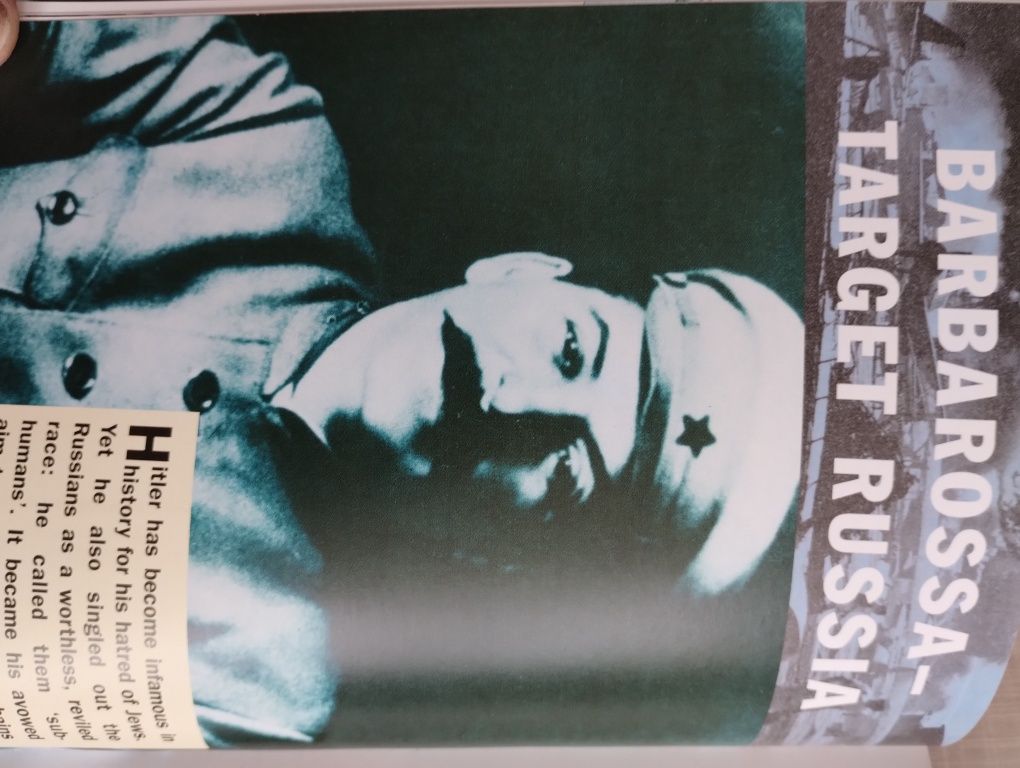 BARBAROSSA–
TARGET RUSSIA
Hitler has become infamous in
history for his hatred of Jews.
Yet he also singled out the
Russians as a worthless, reviled
race: he called them ‘sub-
humans’. It became his avowed